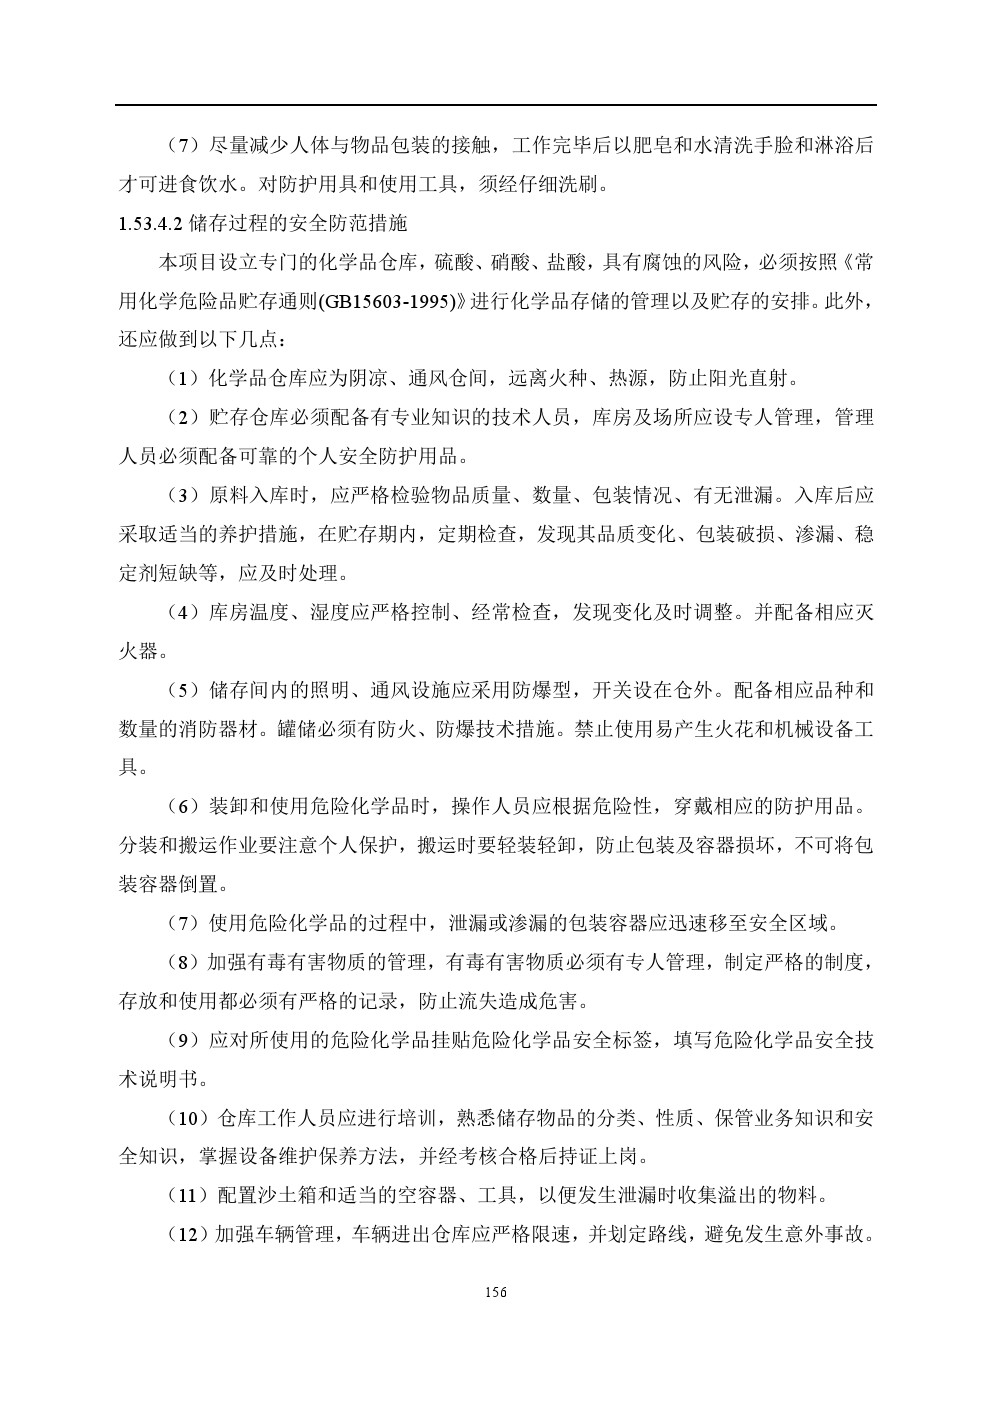 （7）尽量减少人体与物品包装的接触，工作完毕后以肥皂和水清洗手脸和淋浴后
才可进食饮水。对防护用具和使用工具，须经仔细洗刷。
1.53.4.2 储存过程的安全防范措施
本项目设立专门的化学品仓库，硫酸、硝酸、盐酸，具有腐蚀的风险，必须按照《常
用化学危险品贮存通则(GB15603-1995)》进行化学品存储的管理以及贮存的安排。此外，
还应做到以下几点：
（1）化学品仓库应为阴凉、通风仓间，远离火种、热源，防止阳光直射。
（2）贮存仓库必须配备有专业知识的技术人员，库房及场所应设专人管理，管理
人员必须配备可靠的个人安全防护用品。
（3）原料入库时，应严格检验物品质量、数量、包装情况、有无泄漏。入库后应
采取适当的养护措施，在贮存期内，定期检查，发现其品质变化、包装破损、渗漏、稳
定剂短缺等，应及时处理。
（4）库房温度、湿度应严格控制、经常检查，发现变化及时调整。并配备相应灭
火器。
（5）储存间内的照明、通风设施应采用防爆型，开关设在仓外。配备相应品种和
数量的消防器材。罐储必须有防火、防爆技术措施。禁止使用易产生火花和机械设备工
具。
（6）装卸和使用危险化学品时，操作人员应根据危险性，穿戴相应的防护用品。
分装和搬运作业要注意个人保护，搬运时要轻装轻卸，防止包装及容器损坏，不可将包
装容器倒置。
（7）使用危险化学品的过程中，泄漏或渗漏的包装容器应迅速移至安全区域。
（8）加强有毒有害物质的管理，有毒有害物质必须有专人管理，制定严格的制度，
存放和使用都必须有严格的记录，防止流失造成危害。
（9）应对所使用的危险化学品挂贴危险化学品安全标签，填写危险化学品安全技
术说明书。
（10）仓库工作人员应进行培训，熟悉储存物品的分类、性质、保管业务知识和安
全知识，掌握设备维护保养方法，并经考核合格后持证上岗。
（11）配置沙土箱和适当的空容器、工具，以便发生泄漏时收集溢出的物料。
（12）加强车辆管理，车辆进出仓库应严格限速，并划定路线，避免发生意外事故。
156